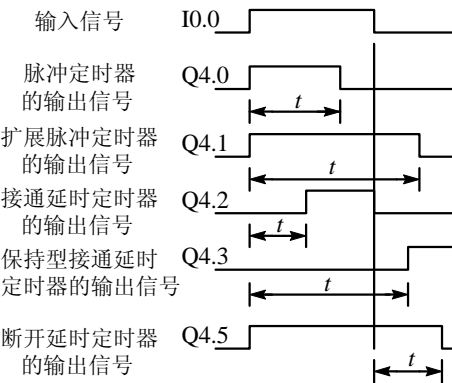 输入信号 I0.0
脉冲定时器
的输出信号
Q4.0
t
扩展脉冲定时器
的输出信号
Q4.1
t
接通延时定时器
的输出信号
Q4.2
t
保持型接通延时
定时器的输出信号
Q4.3
t
断开延时定时器
的输出信号
Q4.5
t